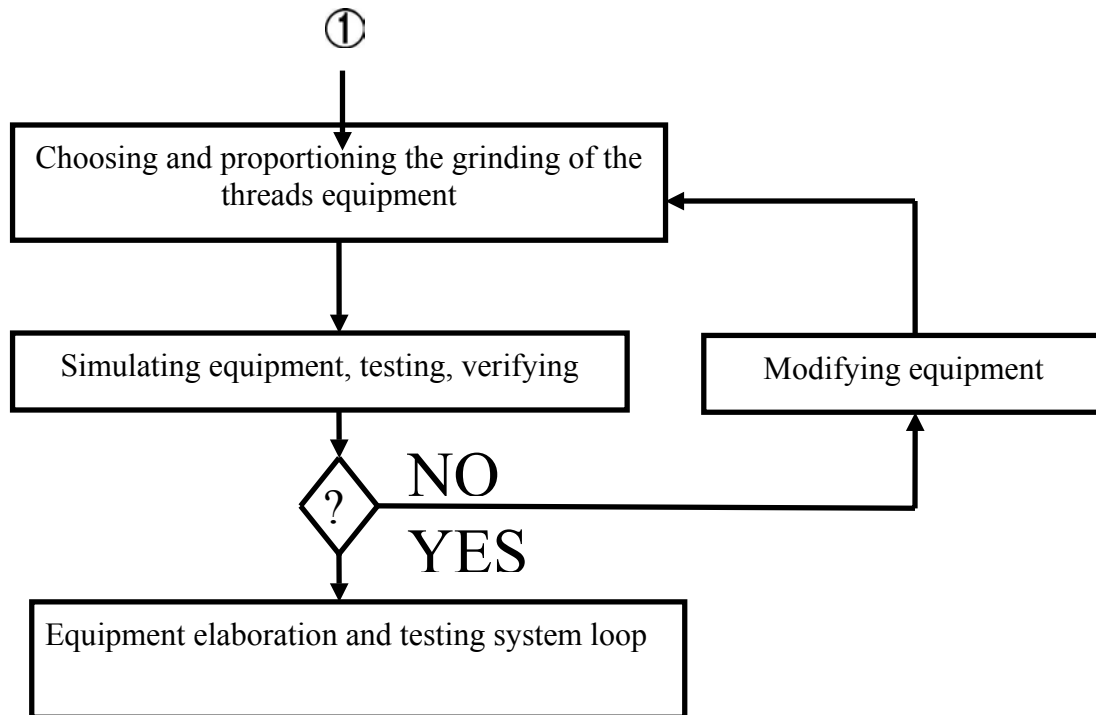 ①
Choosing and proportioning the grinding of the
threads equipment
Simulating equipment, testing, verifying
Modifying equipment
?
NO
YES
Equipment elaboration and testing system loop